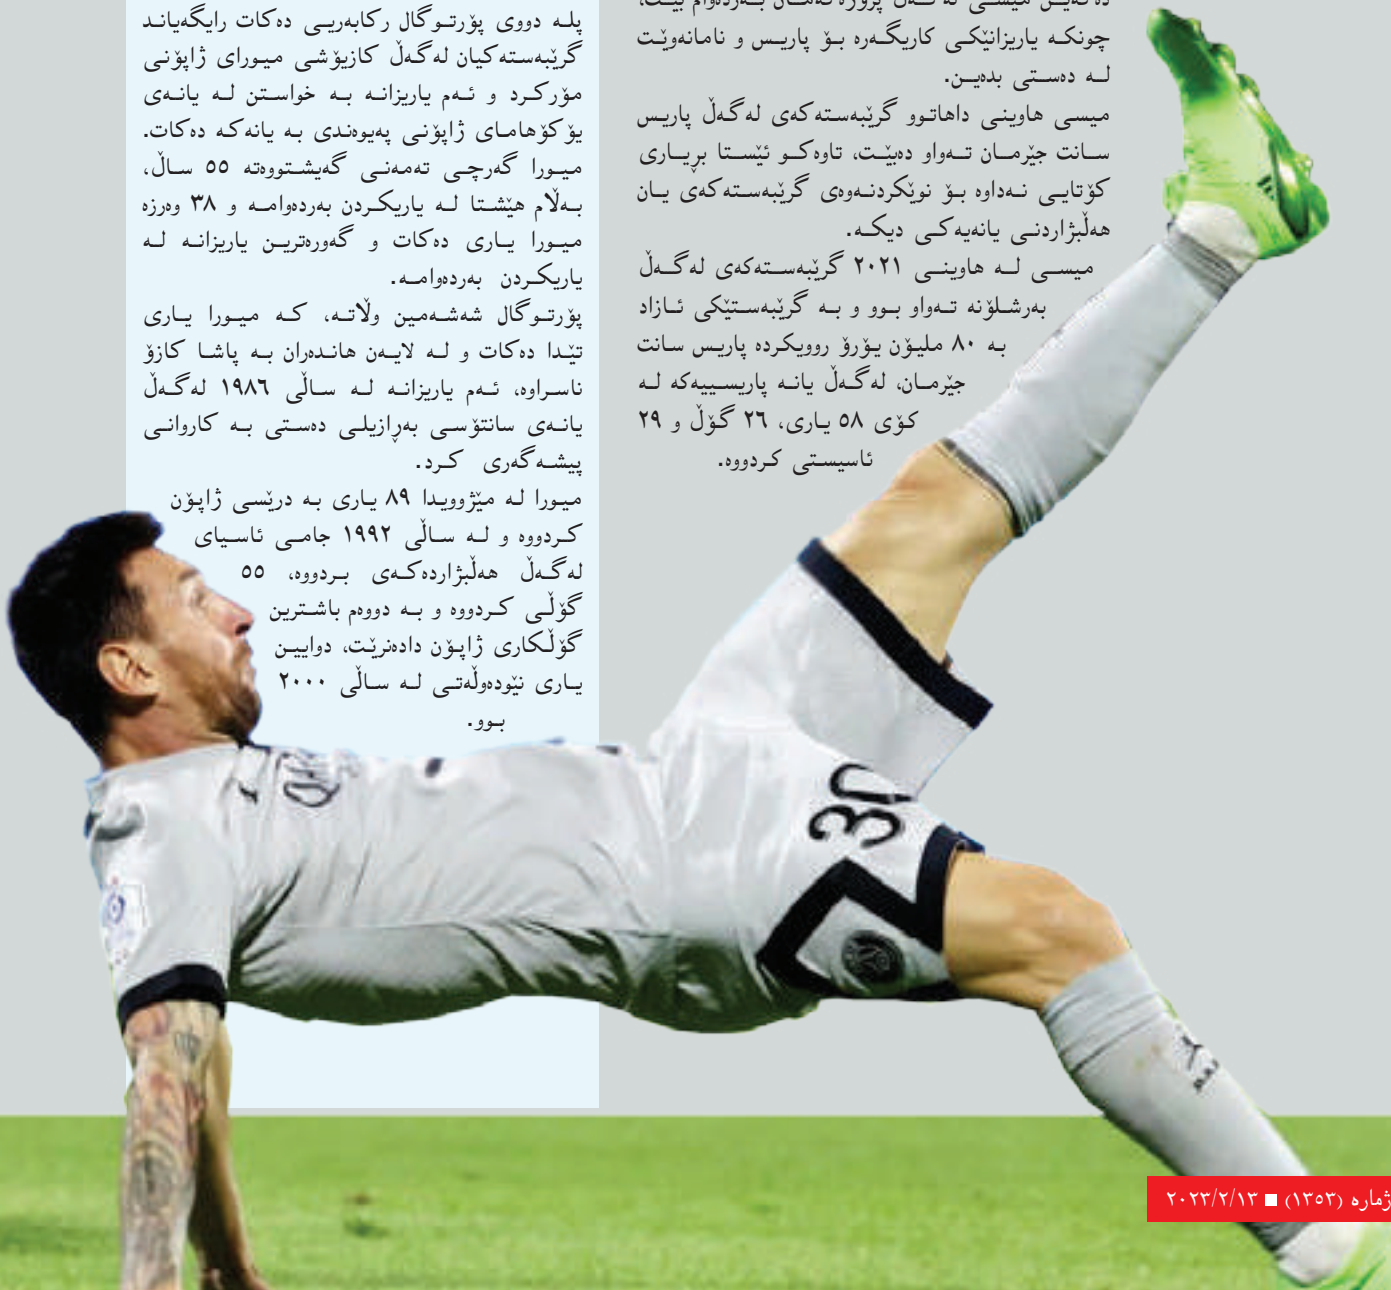 چونکە یاریزانێکی کاریگەرە بۆ پاریس و نامانەوێت
لە دەستی بدەین.
میسی هاوینی داهاتوو گرێبەستەکەی لەگەڵ پاریس
سانت جێرمان تەواو دەبێت، تاوەکو ئێستا بڕیاری
کۆتایی نەداوە بۆ نوێکردنەوەی گرێبەستەکەی یان
هەڵبژاردنی یانەیەکی دیکە.
میسی لە هاوینی ٢٠٢١ گرێبەستەکەی لەگەڵ
بەرشلۆنە تەواو بوو و بە گرێبەستێکی ئازاد
بە ٨٠ ملیۆن یۆرۆ روویکردە پاریس سانت
جێرمان، لەگەڵ یانە پاریسییەکە لە
کۆی ٥٨ یاری، ٢٦ گۆڵ و ٢٩
ئاسیستی کردووە.
پلە دووی پۆرتوگال رکابەریی دەکات رایگەیاند
گرێبەستەکیان لەگەڵ کازیۆشی میورای ژاپۆنی
مۆرکرد و ئەم یاریزانە بە خواستن لە یانەی
یۆکۆهامای ژاپۆنی پەیوەندی بە یانەکە دەکات.
میورا گەرچی تەمەنی گەیشتووەتە ٥٥ ساڵ،
بەڵام هێشتا لە یاریکردن بەردەوامە و ٣٨ وەرزە
میورا یاری دەکات و گەورەترین یاریزانە لە
یاریکردن بەردەوامە.
پۆرتوگال شەشەمین وڵاتە، کە میورا یاری
تێدا دەکات و لە لایەن هاندەران بە پاشا کازۆ
ناسراوە، ئەم یاریزانە لە ساڵی ١٩٨٦ لەگەڵ
یانەی سانتۆسی بەڕازیلی دەستی بە کاروانی
پیشەگەری کرد.
میورا لە مێژوویدا ٨٩ یاری بە درێسی ژاپۆن
کردووە و لە ساڵی ١٩٩٢ جامی ئاسیای
لەگەڵ هەڵبژاردەکەی بردووە، ٥٥
گۆڵی کردووە و بە دووەم باشترین
گۆڵکاری ژاپۆن دادەنرێت، دوایین
یاری نێودەوڵەتی لە ساڵی ٢٠٠٠
بوو.
30
ژمارە (١٣٥٣) ■ ٢٠٢٣/٢/١٣